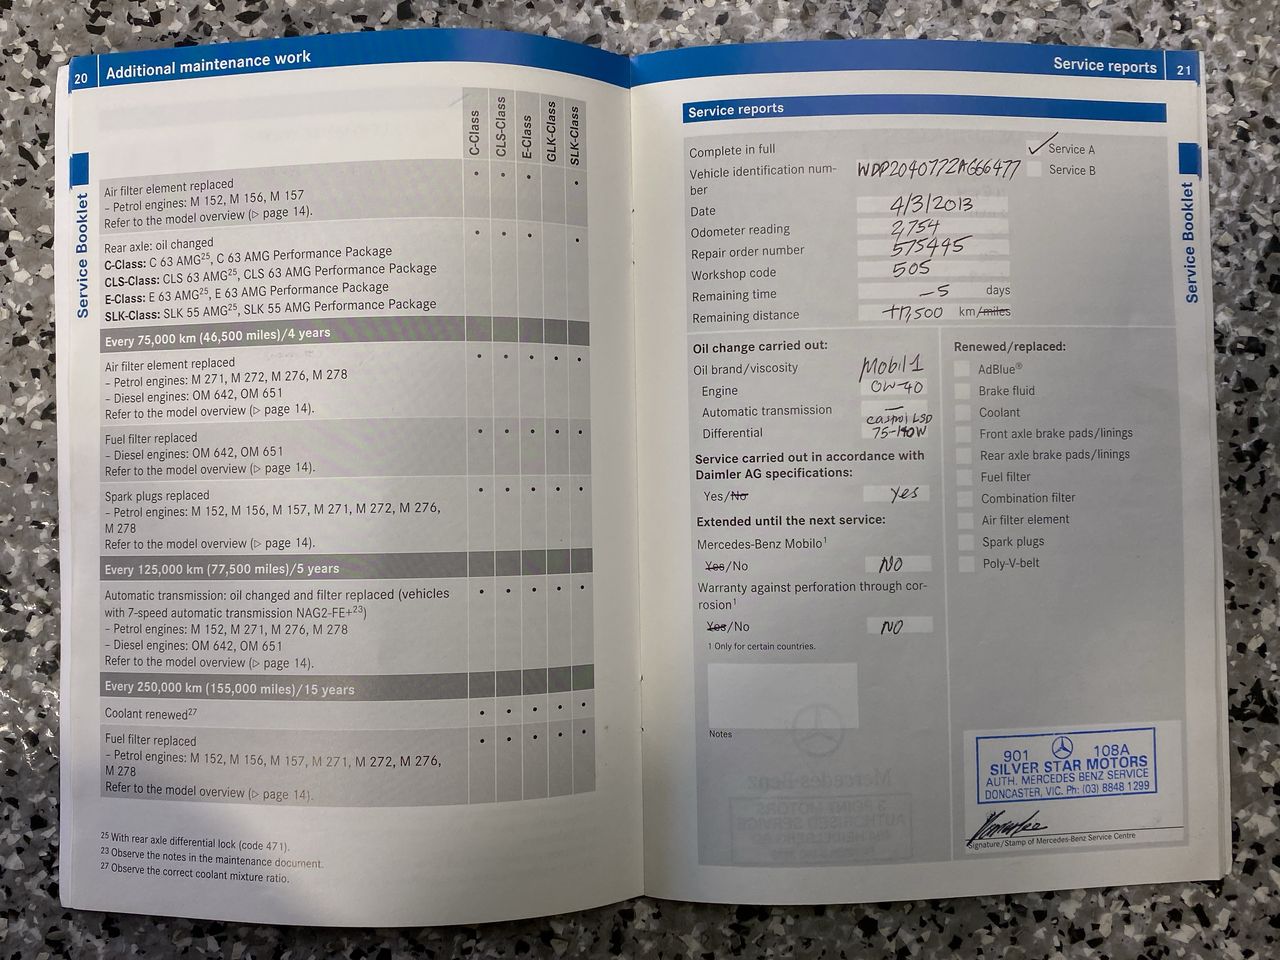 20 Additional maintenance work
C-Class
CLS-Class
E-Class
GLK-Class
SLK-Class
Air filter element replaced
– Petrol engines: M 152, M 156, M 157
Refer to the model overview (▷ page 14).
Rear axle: oil changed
C-Class: C 63 AMG25, C 63 AMG Performance Package
CLS-Class: CLS 63 AMG25, CLS 63 AMG Performance Package
E-Class: E 63 AMG25, E 63 AMG Performance Package
SLK-Class: SLK 55 AMG25, SLK 55 AMG Performance Package
Every 75,000 km (46,500 miles)/4 years
Air filter element replaced
– Petrol engines: M 271, M 272, M 276, M 278
– Diesel engines: OM 642, OM 651
Refer to the model overview (▷ page 14).
Fuel filter replaced
– Diesel engines: OM 642, OM 651
Refer to the model overview (▷ page 14).
Spark plugs replaced
– Petrol engines: M 152, M 156, M 157, M 271, M 272, M 276,
M 278
Refer to the model overview (▷ page 14).
Every 125,000 km (77,500 miles)/5 years
Automatic transmission: oil changed and filter replaced (vehicles
with 7-speed automatic transmission NAG2-FE+23)
– Petrol engines: M 152, M 271, M 276, M 278
– Diesel engines: OM 642, OM 651
Refer to the model overview (▷ page 14).
Every 250,000 km (155,000 miles)/15 years
Coolant renewed27
Fuel filter replaced
– Petrol engines: M 152, M 156, M 157, M 271, M 272, M 276,
M 278
Refer to the model overview (▷ page 14).
25 With rear axle differential lock (code 471).
23 Observe the notes in the maintenance document.
27 Observe the correct coolant mixture ratio.
Service Booklet
Service reports 21
Service reports
Complete in full
Service A
Service B
Vehicle identification num-
ber
WDD2040772A666477
Date 4/3/2013
Odometer reading 2,754
Repair order number 575495
Workshop code 505
Remaining time -5 days
Remaining distance +17,500 km/miles
Oil change carried out:
Oil brand/viscosity Mobil 1
Engine 0W-40
Automatic transmission —
Differential castrol LSD
75-140W
Service carried out in accordance with
Daimler AG specifications:
Yes/No yes
Extended until the next service:
Mercedes-Benz Mobilo1
Yes/No NO
Warranty against perforation through cor-
rosion1
Yes/No NO
1 Only for certain countries.
Notes
Renewed/replaced:
AdBlue®
Brake fluid
Coolant
Front axle brake pads/linings
Rear axle brake pads/linings
Fuel filter
Combination filter
Air filter element
Spark plugs
Poly-V-belt
901 108A
SILVER STAR MOTORS
AUTH. MERCEDES BENZ SERVICE
DONCASTER, VIC. Ph: (03) 8848 1299
Signature/Stamp of Mercedes-Benz Service Centre
Service Booklet